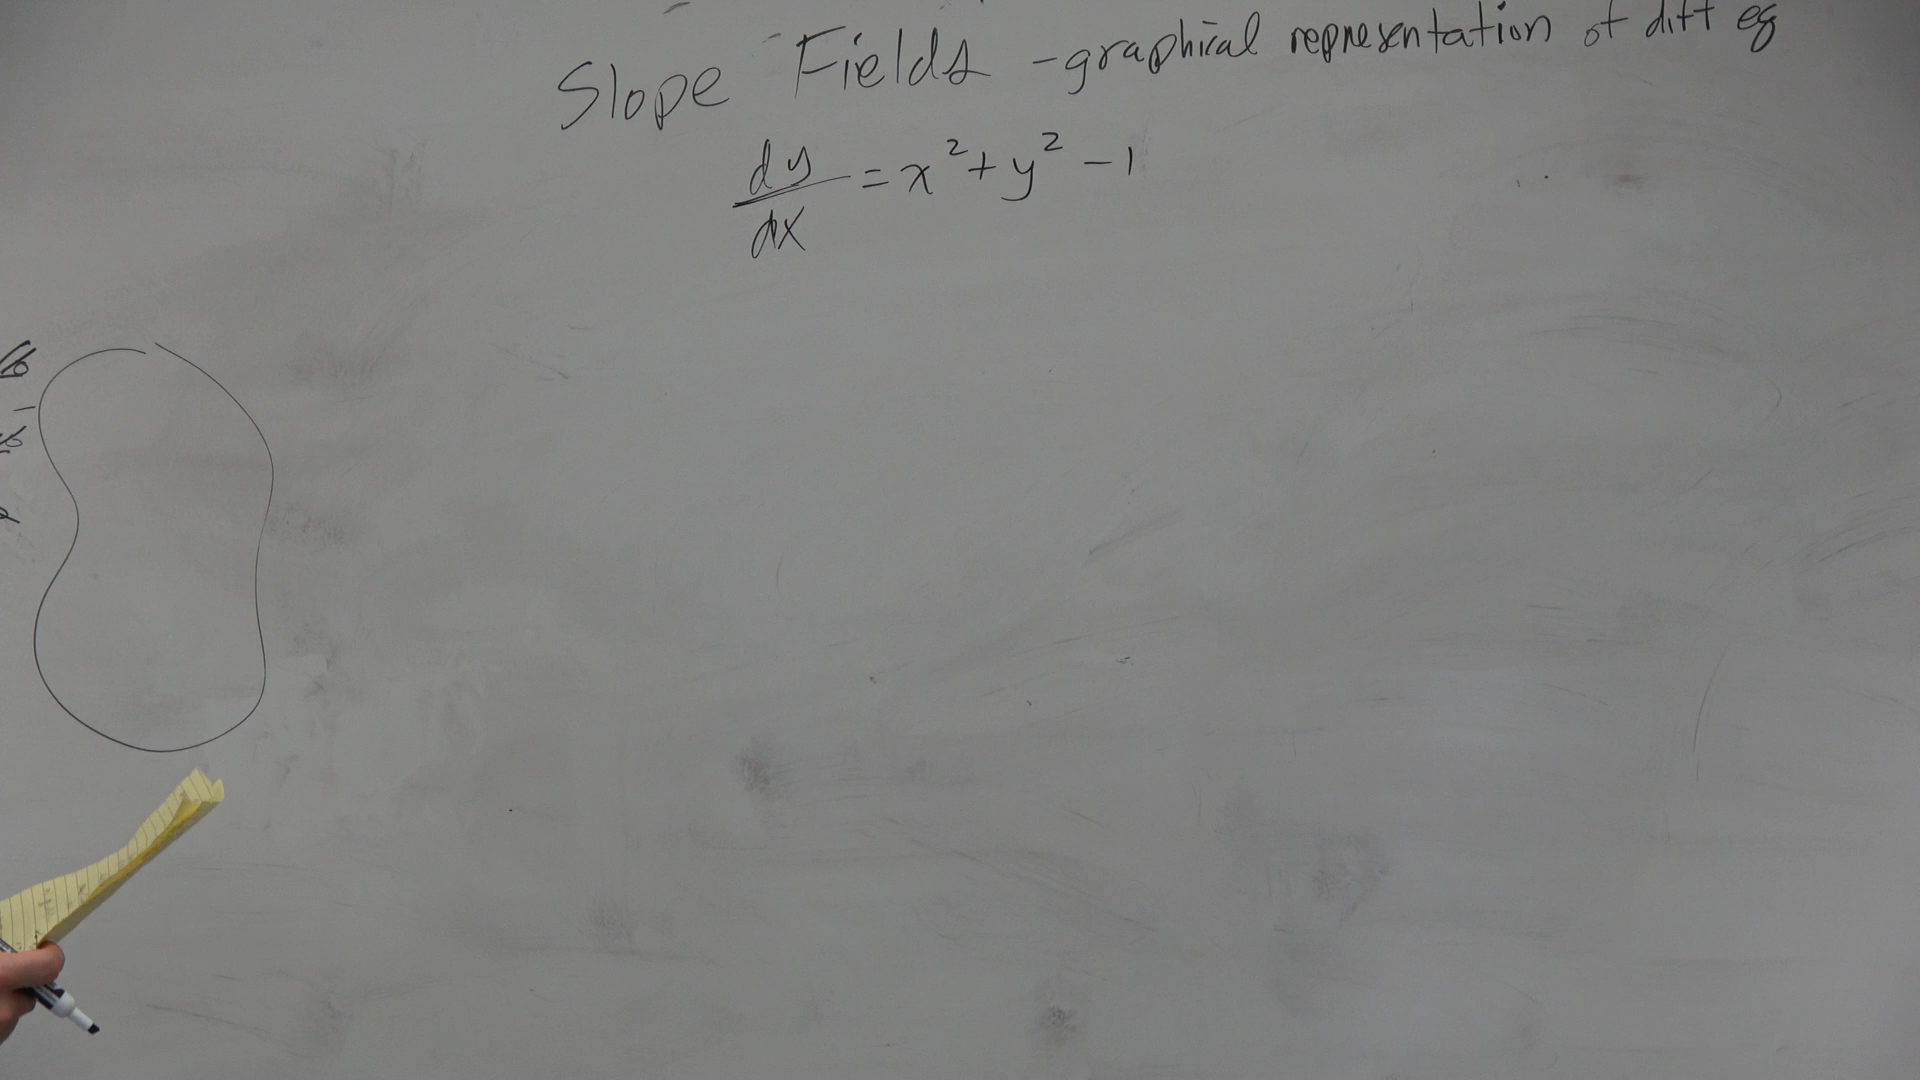 Slope Fields - graphical representation of diff eq
dy/dx = x² + y² - 1